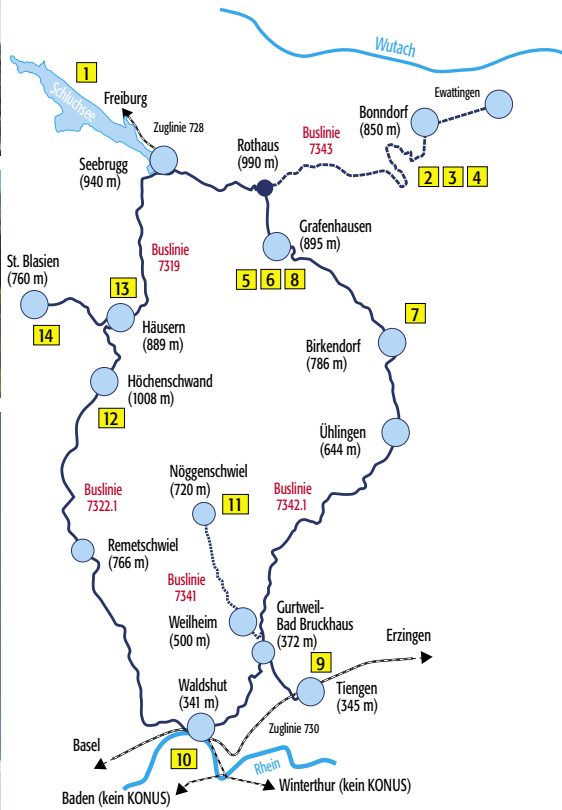 Wutach
1
Schluchsee
Freiburg
Zuglinie 728
Ewattingen
Bonndorf
(850 m)
Buslinie
7343
Rothaus
(990 m)
Seebrugg
(940 m)
2 3 4
Grafenhausen
(895 m)
5 6 8
Buslinie
7319
St. Blasien
(760 m)
13
14
Häusern
(889 m)
7
Birkendorf
(786 m)
Höchenschwand
(1008 m)
12
Ühlingen
(644 m)
Nöggenschwiel
(720 m)
11
Buslinie
7322.1
Buslinie
7342.1
Remetschwiel
(766 m)
Buslinie
7341
Weilheim
(500 m)
Gurtweil-
Bad Bruckhaus
(372 m)
Erzingen
9
Waldshut
(341 m)
Tiengen
(345 m)
Zuglinie 730
Basel
10
Rhein
Baden (kein KONUS)
Winterthur (kein KONUS)